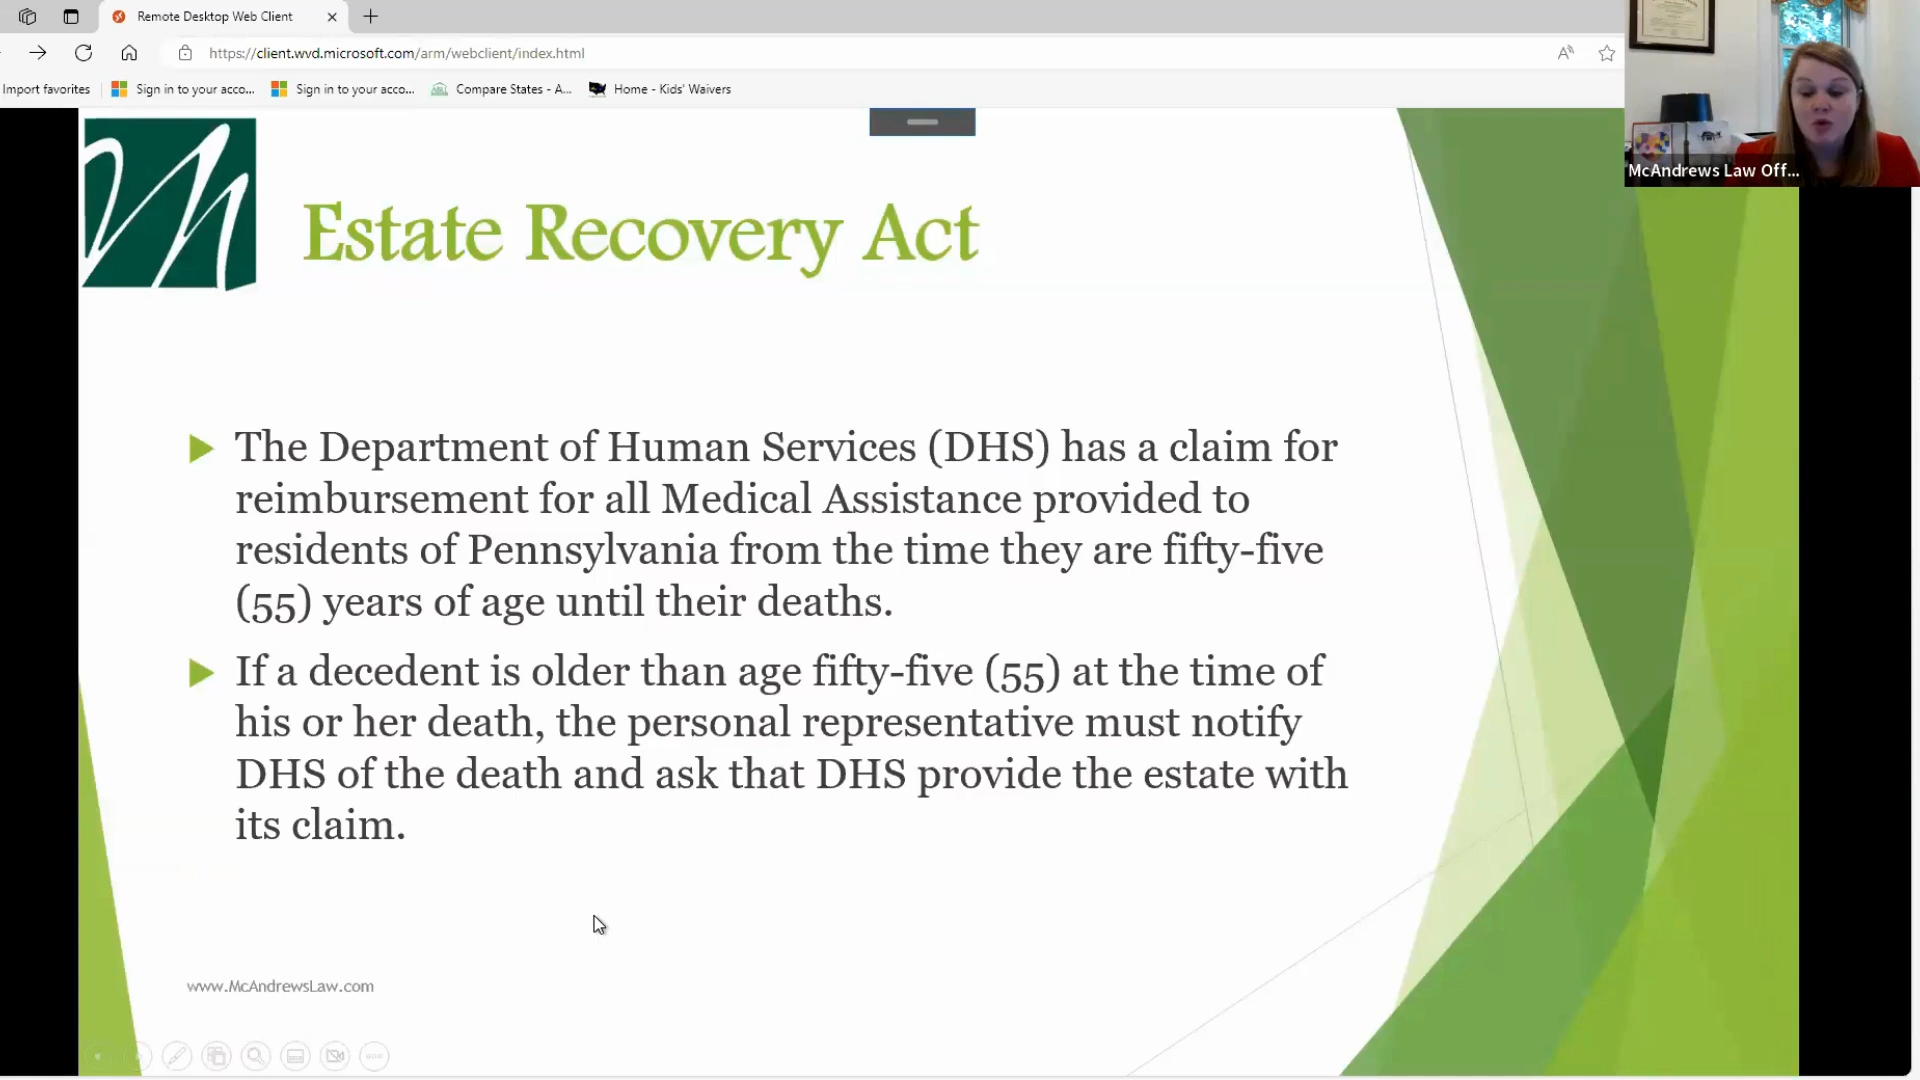 Remote Desktop Web Client
https://client.wvd.microsoft.com/arm/webclient/index.html
Import favorites
Sign in to your acco...
Sign in to your acco...
Compare States - A...
Home - Kids' Waivers
McAndrews Law Off...
Estate Recovery Act
The Department of Human Services (DHS) has a claim for
reimbursement for all Medical Assistance provided to
residents of Pennsylvania from the time they are fifty-five
(55) years of age until their deaths.
If a decedent is older than age fifty-five (55) at the time of
his or her death, the personal representative must notify
DHS of the death and ask that DHS provide the estate with
its claim.
www.McAndrewsLaw.com